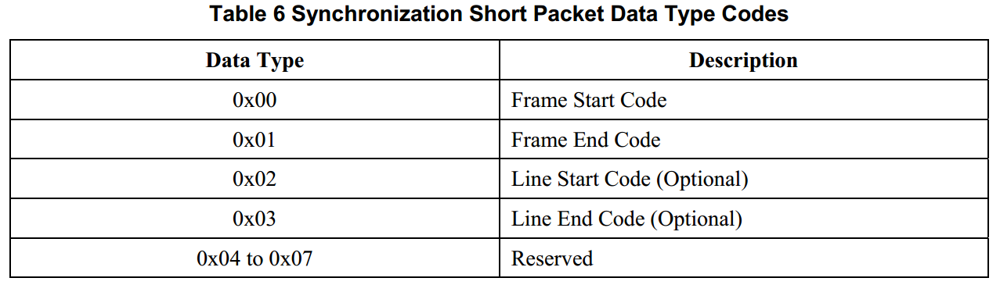 Table 6 Synchronization Short Packet Data Type Codes
Data Type Description
0x00 Frame Start Code
0x01 Frame End Code
0x02 Line Start Code (Optional)
0x03 Line End Code (Optional)
0x04 to 0x07 Reserved